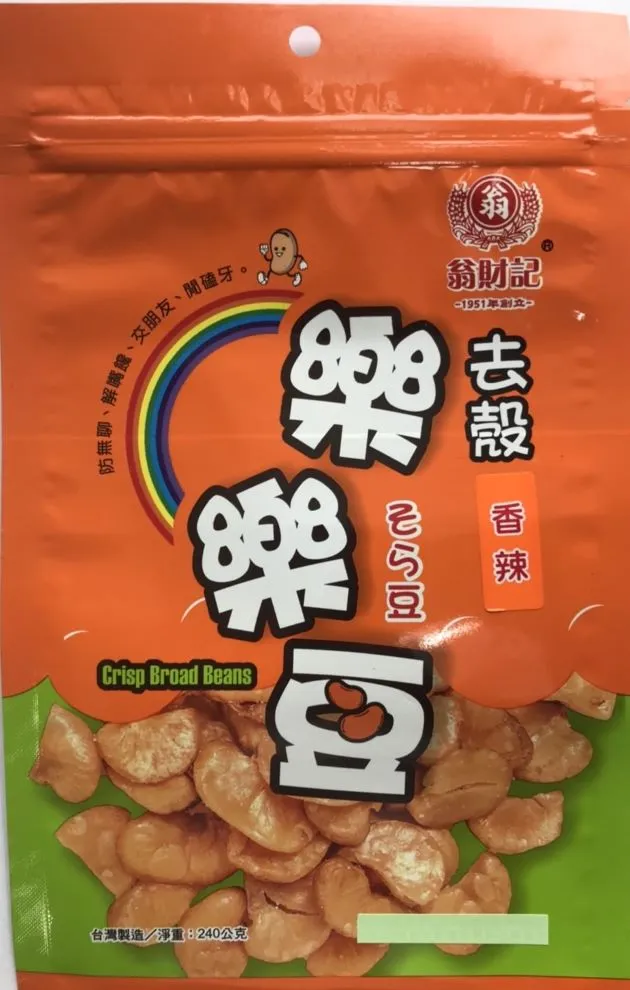 翁
翁財記
®
-1951年創立-
防無聊、解嘴饞、交朋友、閒磕牙。
去殼
樂樂豆
香辣
そら豆
Crisp Broad Beans
台灣製造／淨重：240公克